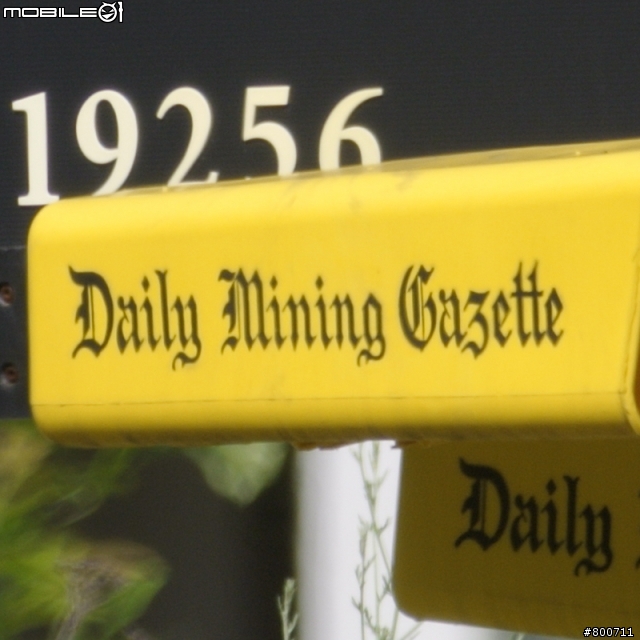 MOBILE01
19256
Daily Mining Gazette
Daily
#800711